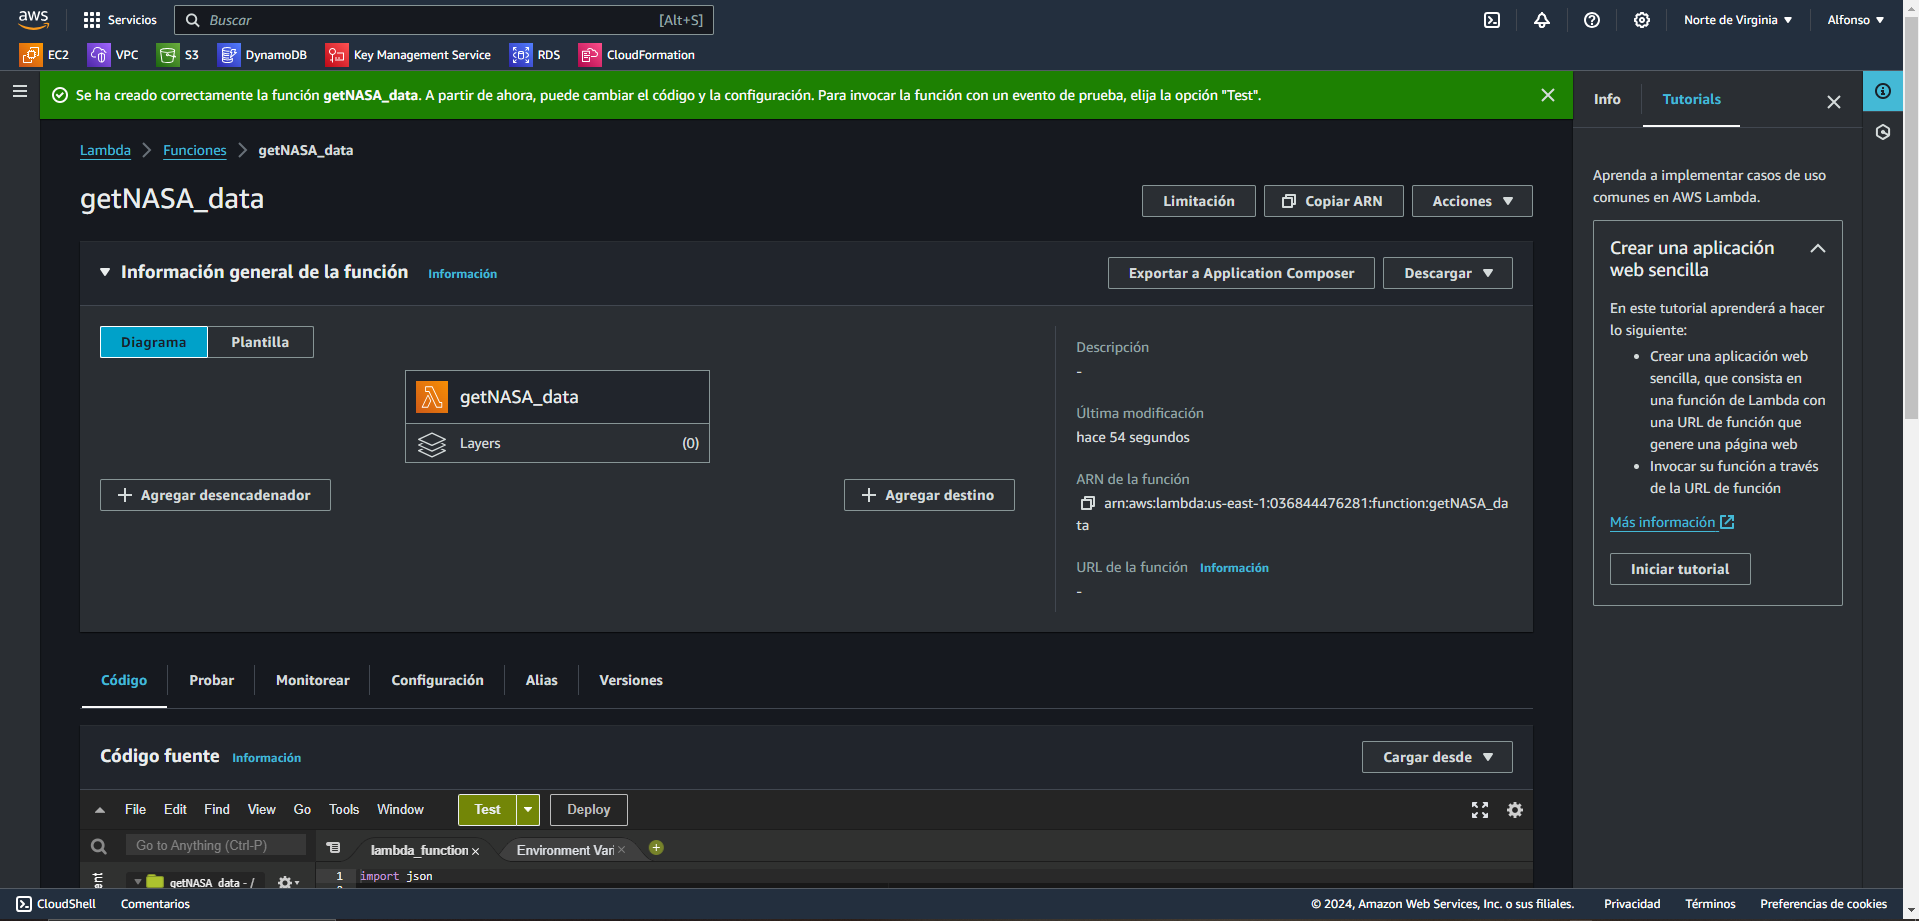 aws
Servicios
Buscar
[Alt+S]
Norte de Virginia
Alfonso
EC2
VPC
S3
DynamoDB
Key Management Service
RDS
CloudFormation
Se ha creado correctamente la función getNASA_data. A partir de ahora, puede cambiar el código y la configuración. Para invocar la función con un evento de prueba, elija la opción "Test".
Lambda
Funciones
getNASA_data
getNASA_data
Limitación
Copiar ARN
Acciones
Información general de la función
Información
Exportar a Application Composer
Descargar
Diagrama
Plantilla
getNASA_data
Layers
(0)
Agregar desencadenador
Agregar destino
Descripción
-
Última modificación
hace 54 segundos
ARN de la función
arn:aws:lambda:us-east-1:036844476281:function:getNASA_da
ta
URL de la función
Información
-
Código
Probar
Monitorear
Configuración
Alias
Versiones
Código fuente
Información
Cargar desde
File
Edit
Find
View
Go
Tools
Window
Test
Deploy
Go to Anything (Ctrl-P)
lambda_function
Environment Vari
getNASA_data - /
1
import json
Info
Tutorials
Aprenda a implementar casos de uso
comunes en AWS Lambda.
Crear una aplicación
web sencilla
En este tutorial aprenderá a hacer
lo siguiente:
• Crear una aplicación web
sencilla, que consista en
una función de Lambda con
una URL de función que
genere una página web
• Invocar su función a través
de la URL de función
Más información
Iniciar tutorial
CloudShell
Comentarios
© 2024, Amazon Web Services, Inc. o sus filiales.
Privacidad
Términos
Preferencias de cookies